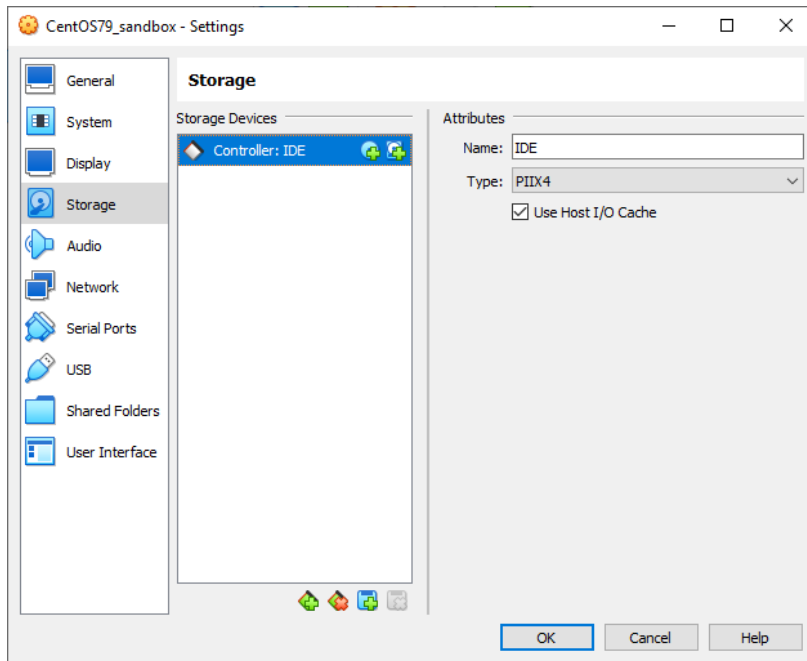 CentOS79_sandbox - Settings
General
System
Display
Storage
Audio
Network
Serial Ports
USB
Shared Folders
User Interface
Storage
Storage Devices
Controller: IDE
Attributes
Name: IDE
Type: PIIX4
Use Host I/O Cache
OK Cancel Help